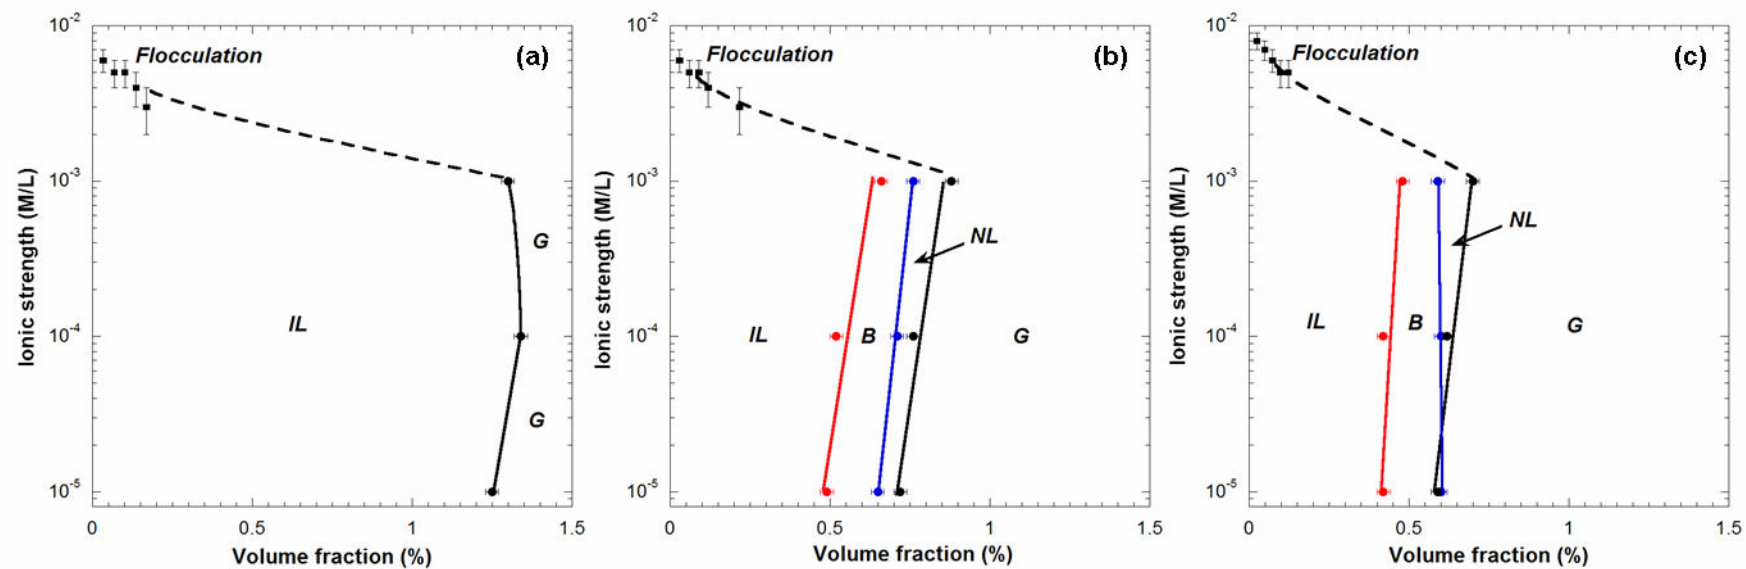 (a)
Flocculation
Ionic strength (M/L)
10⁻²
10⁻³
10⁻⁴
10⁻⁵
IL
G
G
0
0.5
1
1.5
Volume fraction (%)
(b)
Flocculation
Ionic strength (M/L)
10⁻²
10⁻³
10⁻⁴
10⁻⁵
NL
IL
B
G
0
0.5
1
1.5
Volume fraction (%)
(c)
Flocculation
Ionic strength (M/L)
10⁻²
10⁻³
10⁻⁴
10⁻⁵
NL
IL
B
G
0
0.5
1
1.5
Volume fraction (%)